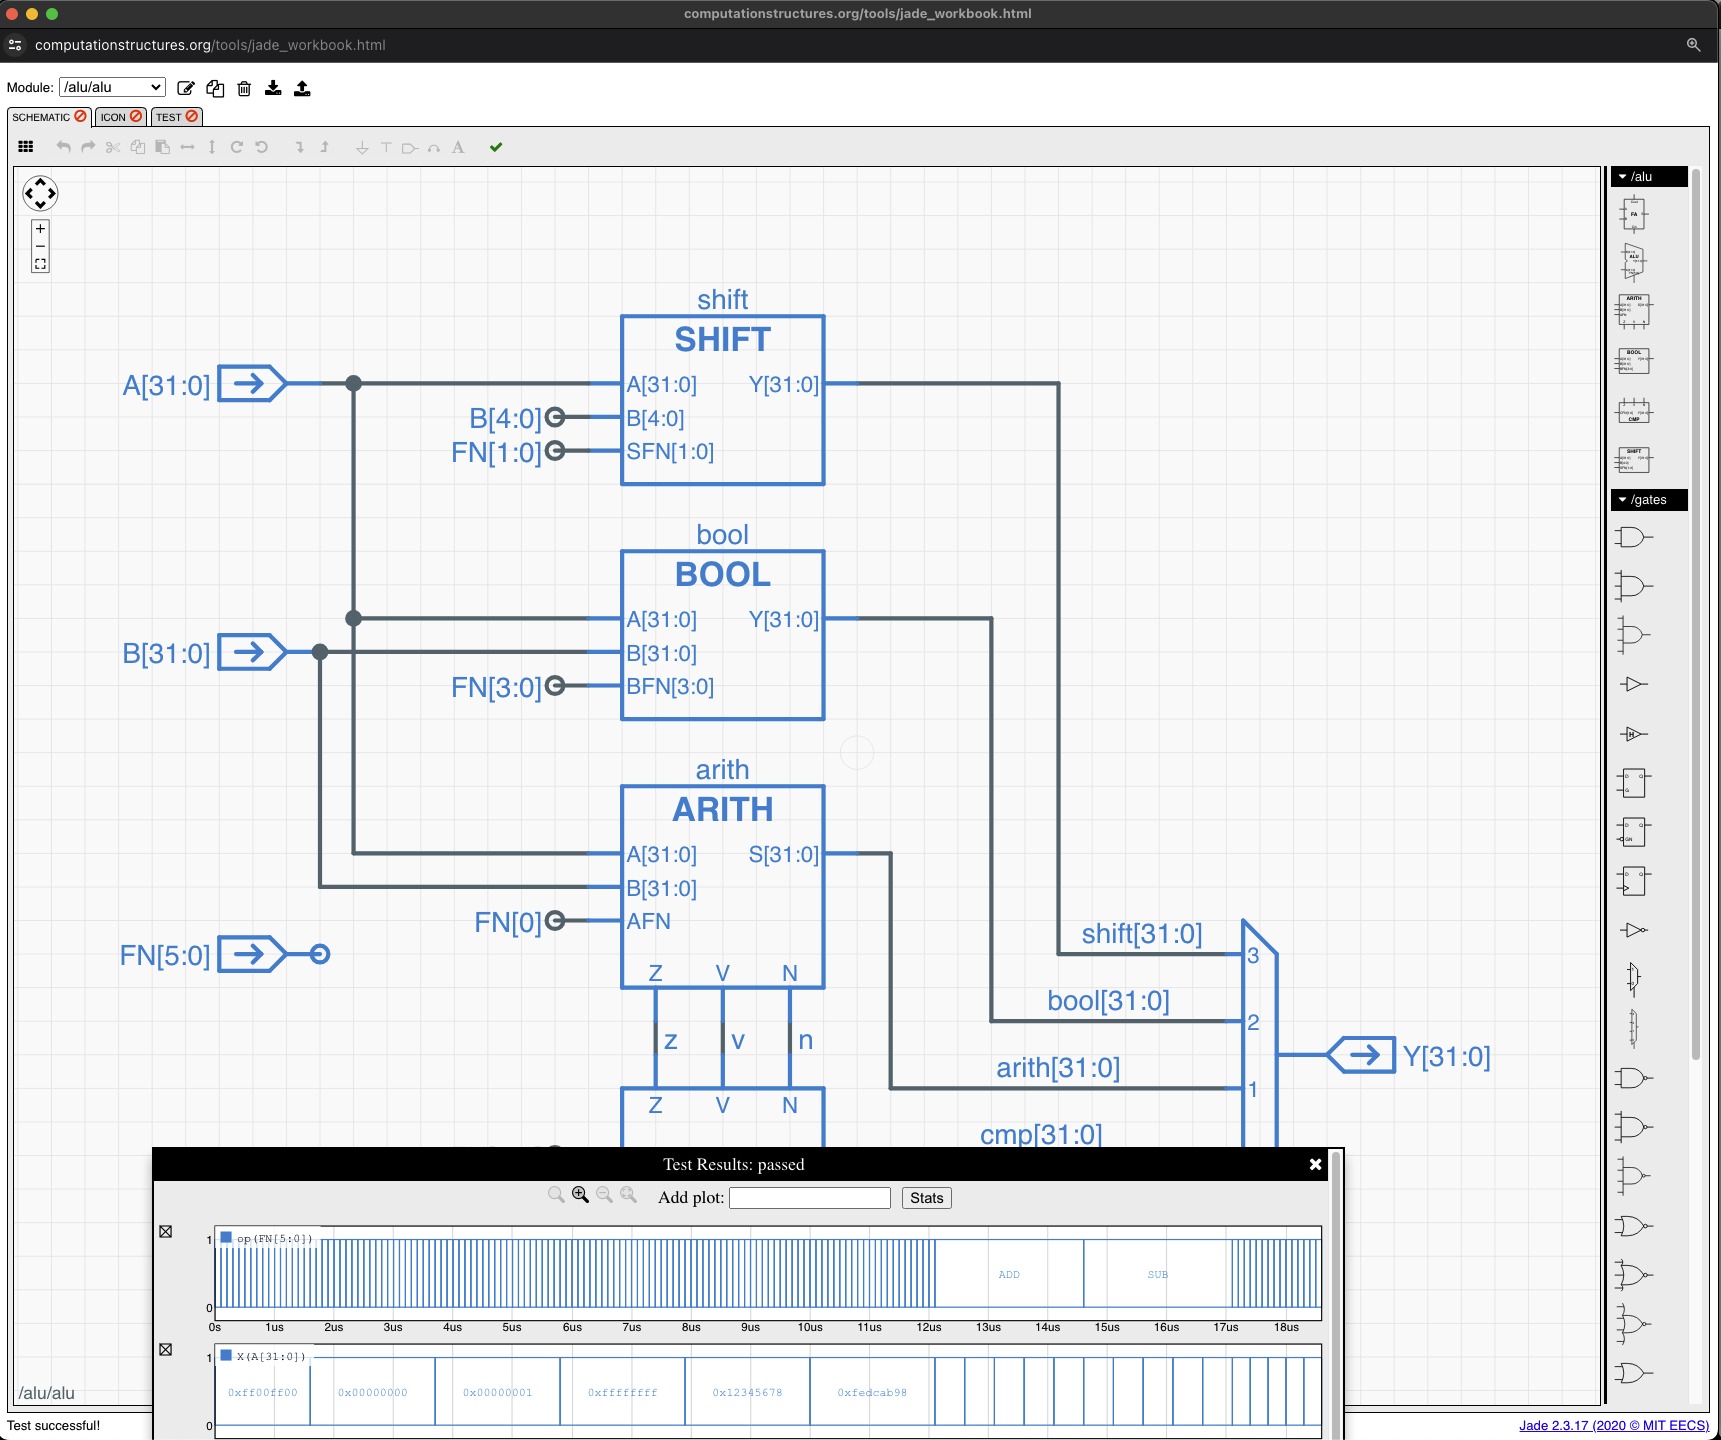 computationstructures.org/tools/jade_workbook.html
computationstructures.org/tools/jade_workbook.html
Module: /alu/alu
SCHEMATIC ICON TEST
A
/alu
shift
SHIFT
A[31:0] A[31:0] Y[31:0]
B[4:0] B[4:0]
FN[1:0] SFN[1:0]
bool
BOOL
A[31:0] Y[31:0]
B[31:0] B[31:0]
FN[3:0] BFN[3:0]
arith
ARITH
A[31:0] S[31:0]
B[31:0]
FN[0] AFN
FN[5:0]
Z V N
z v n
Z V N
shift[31:0] 3
bool[31:0] 2
arith[31:0] 1
cmp[31:0]
Y[31:0]
FA
ALU
ARITH
BOOL
CMP
SHIFT
/gates
Test Results: passed
Add plot: Stats
1 op(FN[5:0])
ADD SUB
0
0s 1us 2us 3us 4us 5us 6us 7us 8us 9us 10us 11us 12us 13us 14us 15us 16us 17us 18us
1 X(A[31:0])
0xff00ff00 0x00000000 0x00000001 0xffffffff 0x12345678 0xfedcab98
0
/alu/alu
Test successful! Jade 2.3.17 (2020 © MIT EECS)